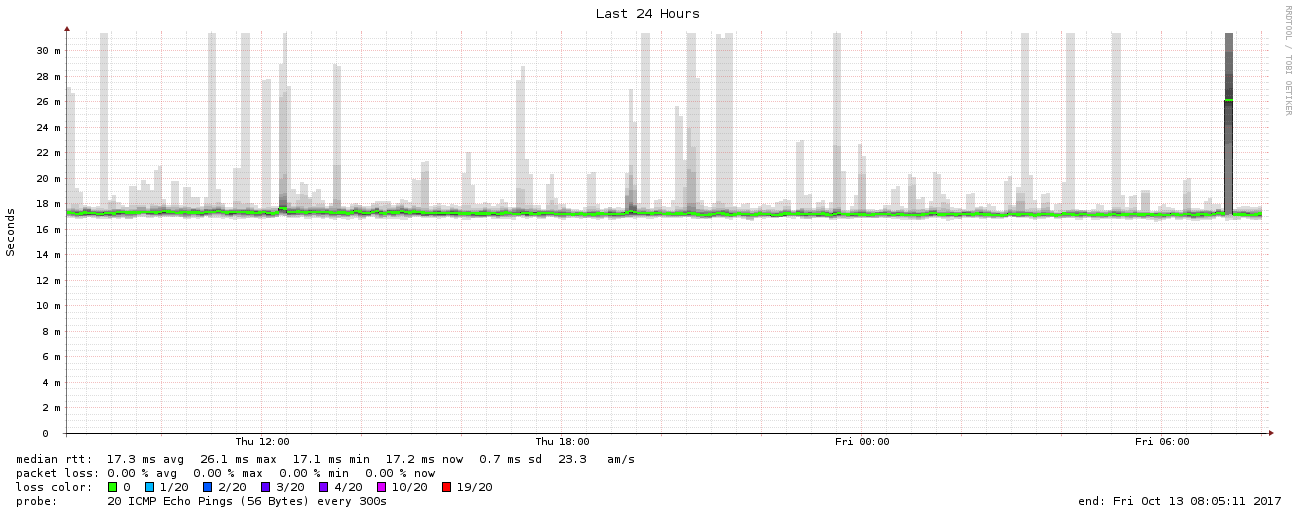 Last 24 Hours
RRDTOOL / TOBI OETIKER
Seconds
30 m
28 m
26 m
24 m
22 m
20 m
18 m
16 m
14 m
12 m
10 m
8 m
6 m
4 m
2 m
0
Thu 12:00 Thu 18:00 Fri 00:00 Fri 06:00
median rtt: 17.3 ms avg 26.1 ms max 17.1 ms min 17.2 ms now 0.7 ms sd 23.3 am/s
packet loss: 0.00 % avg 0.00 % max 0.00 % min 0.00 % now
loss color: 0 1/20 2/20 3/20 4/20 10/20 19/20
probe: 20 ICMP Echo Pings (56 Bytes) every 300s end: Fri Oct 13 08:05:11 2017